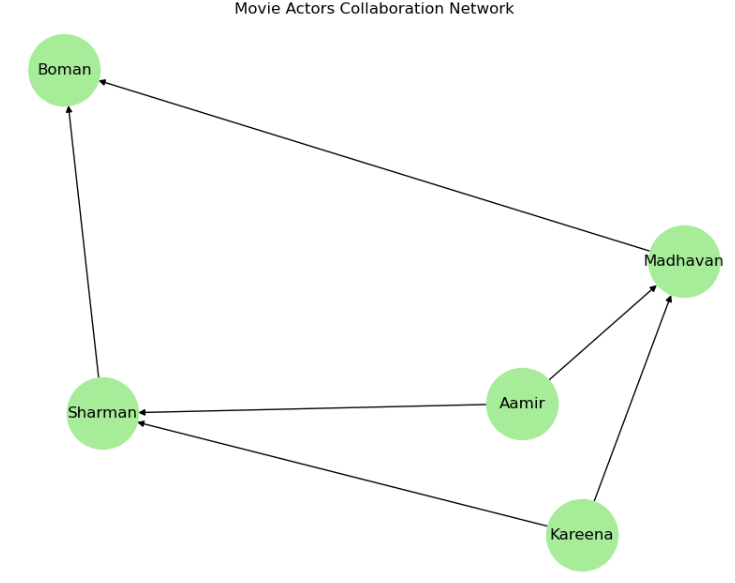 Movie Actors Collaboration Network
Boman
Madhavan
Aamir
Sharman
Kareena